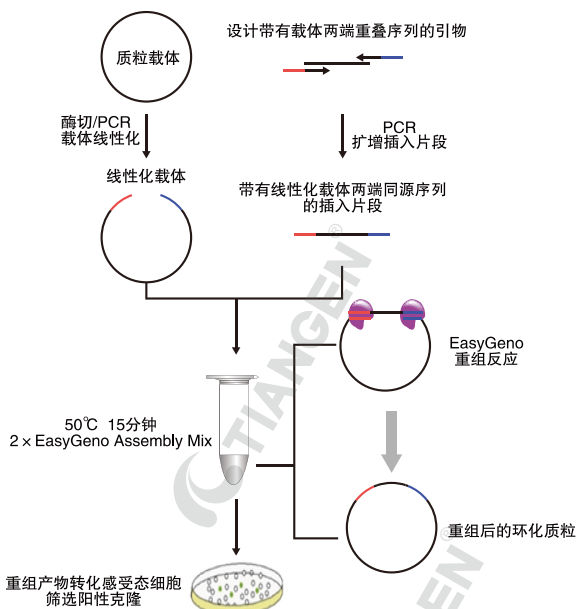 质粒载体
设计带有载体两端重叠序列的引物
酶切/PCR
载体线性化
PCR
扩增插入片段
线性化载体
带有线性化载体两端同源序列
的插入片段
EasyGeno
重组反应
50℃ 15分钟
2×EasyGeno Assembly Mix
重组后的环化质粒
重组产物转化感受态细胞
筛选阳性克隆
TIANGEN®
®